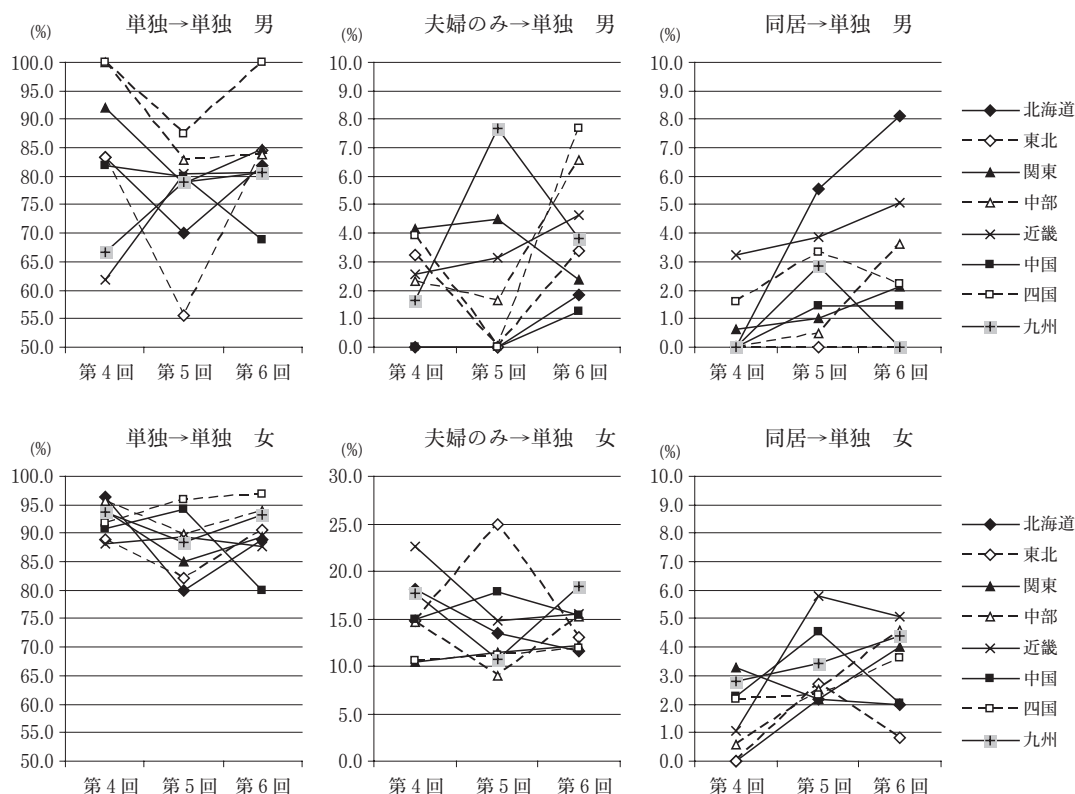 単独→単独　男
(%)
100.0
95.0
90.0
85.0
80.0
75.0
70.0
65.0
60.0
55.0
50.0
第4回 第5回 第6回
夫婦のみ→単独　男
(%)
10.0
9.0
8.0
7.0
6.0
5.0
4.0
3.0
2.0
1.0
0.0
第4回 第5回 第6回
同居→単独　男
(%)
10.0
9.0
8.0
7.0
6.0
5.0
4.0
3.0
2.0
1.0
0.0
第4回 第5回 第6回
北海道
東北
関東
中部
近畿
中国
四国
九州
単独→単独　女
(%)
100.0
95.0
90.0
85.0
80.0
75.0
70.0
65.0
60.0
55.0
50.0
第4回 第5回 第6回
夫婦のみ→単独　女
(%)
30.0
25.0
20.0
15.0
10.0
5.0
0.0
第4回 第5回 第6回
同居→単独　女
(%)
10.0
9.0
8.0
7.0
6.0
5.0
4.0
3.0
2.0
1.0
0.0
第4回 第5回 第6回
北海道
東北
関東
中部
近畿
中国
四国
九州